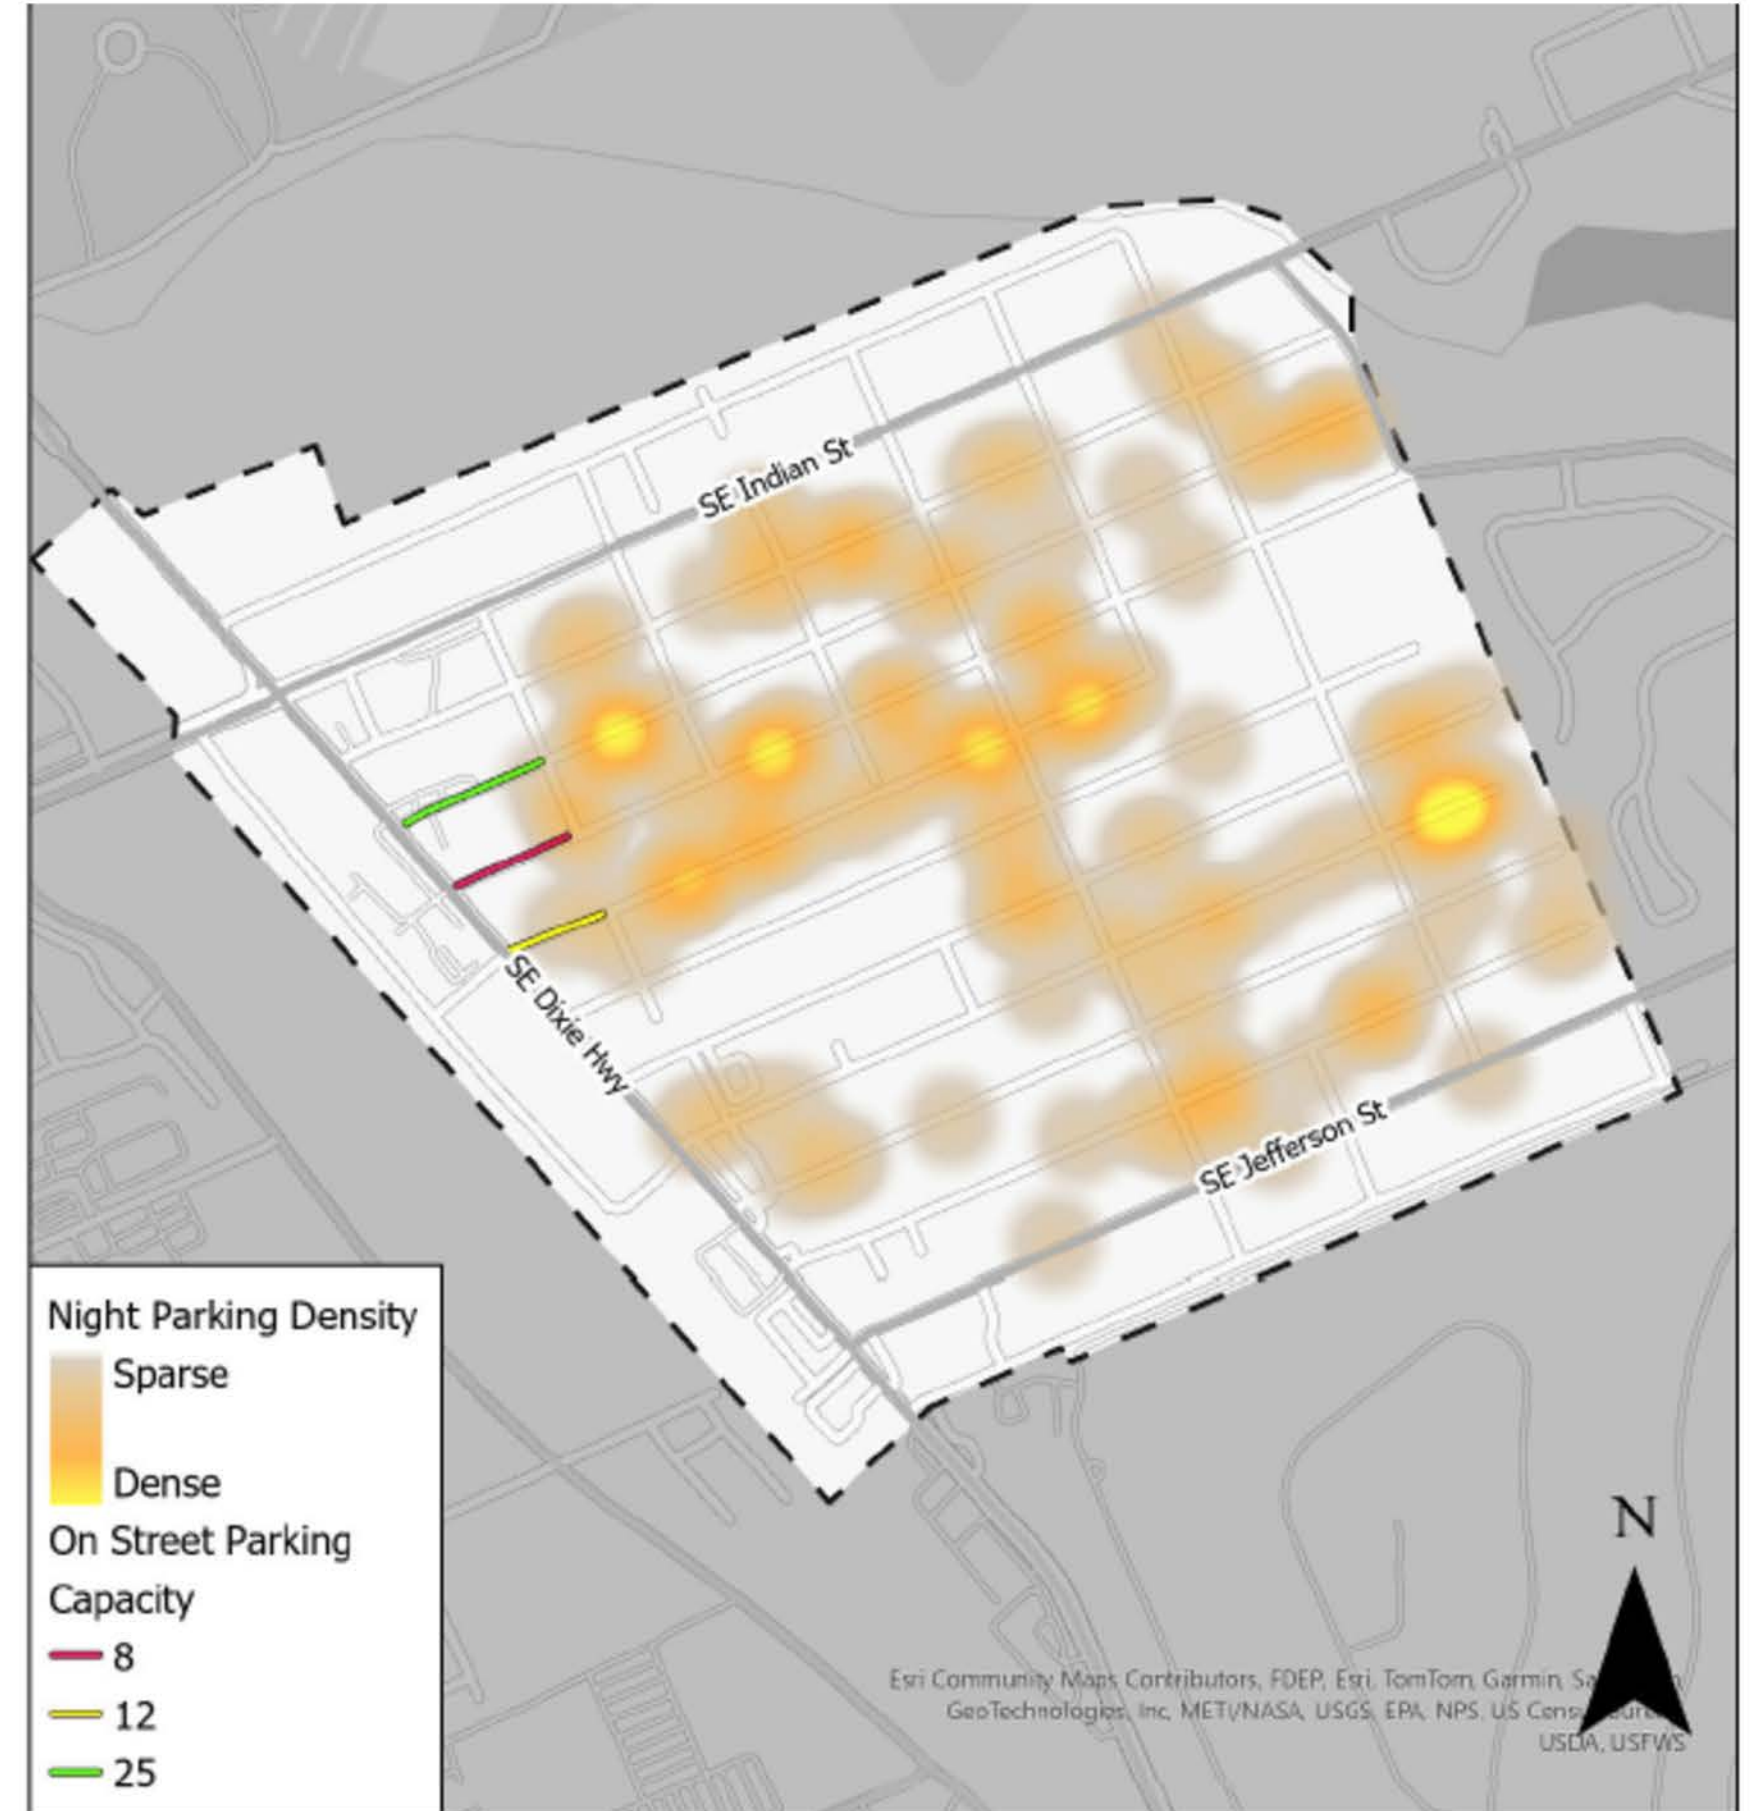 SE Indian St
SE Dixie Hwy
SE Jefferson St
Night Parking Density
Sparse
Dense
On Street Parking
Capacity
8
12
25
N
Esri Community Maps Contributors, FDEP, Esri, TomTom, Garmin,
GeoTechnologies, Inc, METI/NASA, USGS, EPA, NPS, US
USDA, USFWS